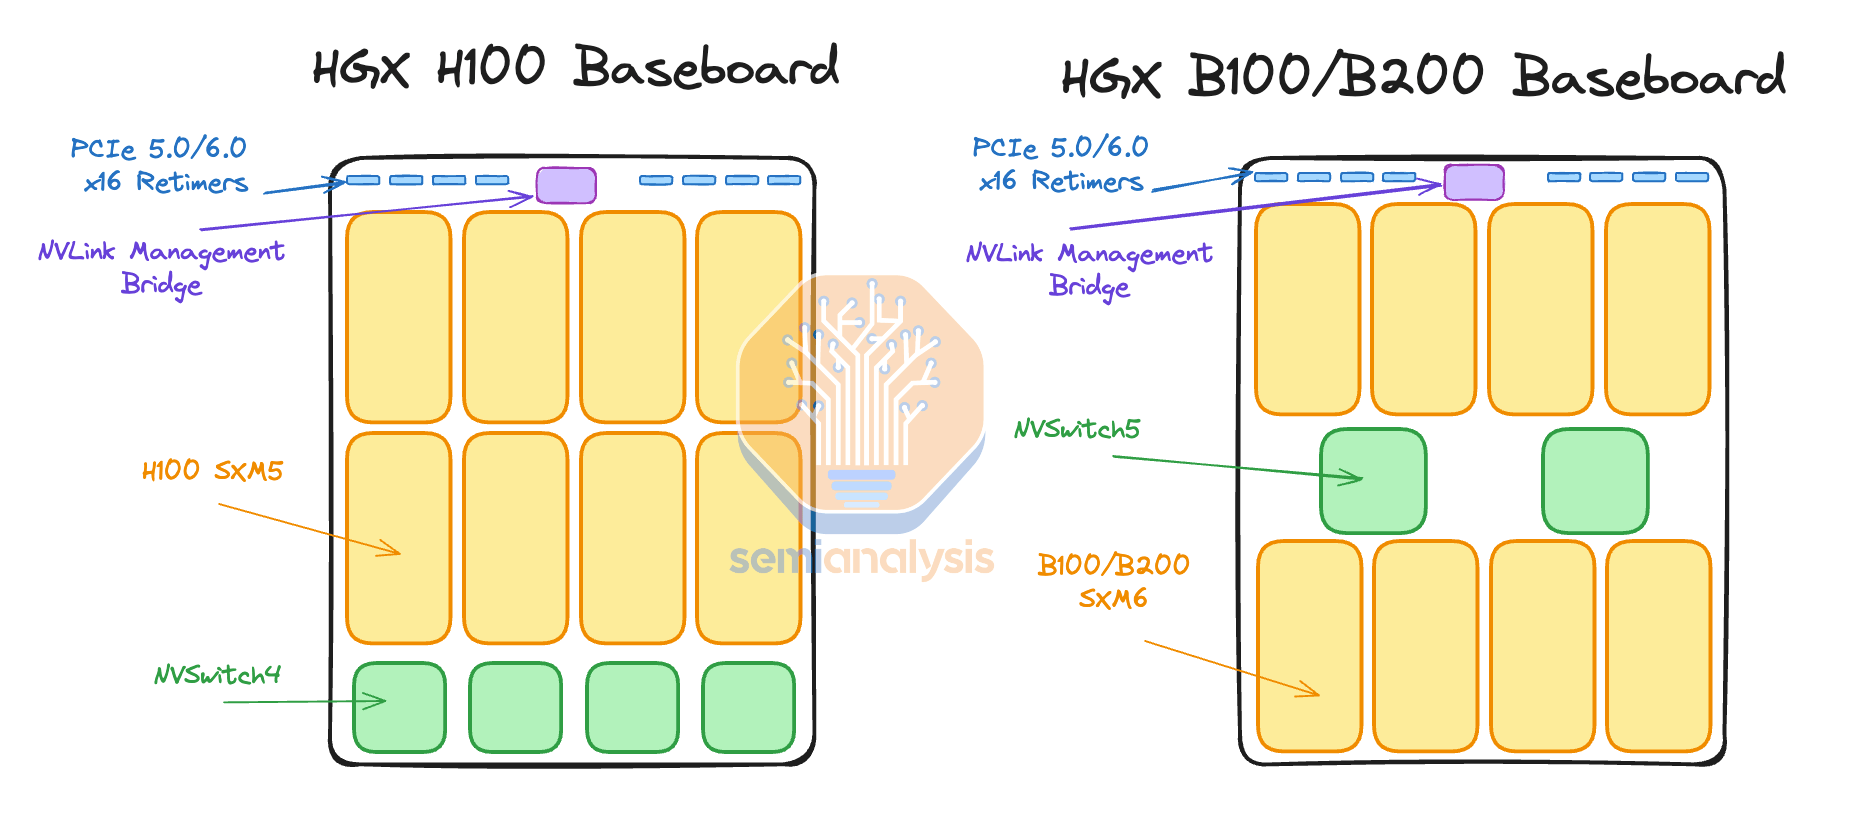 HGX H100 Baseboard
PCIe 5.0/6.0
x16 Retimers
NVLink Management
Bridge
H100 SXM5
NVSwitch4
semianalysis
HGX B100/B200 Baseboard
PCIe 5.0/6.0
x16 Retimers
NVLink Management
Bridge
NVSwitch5
B100/B200
SXM6